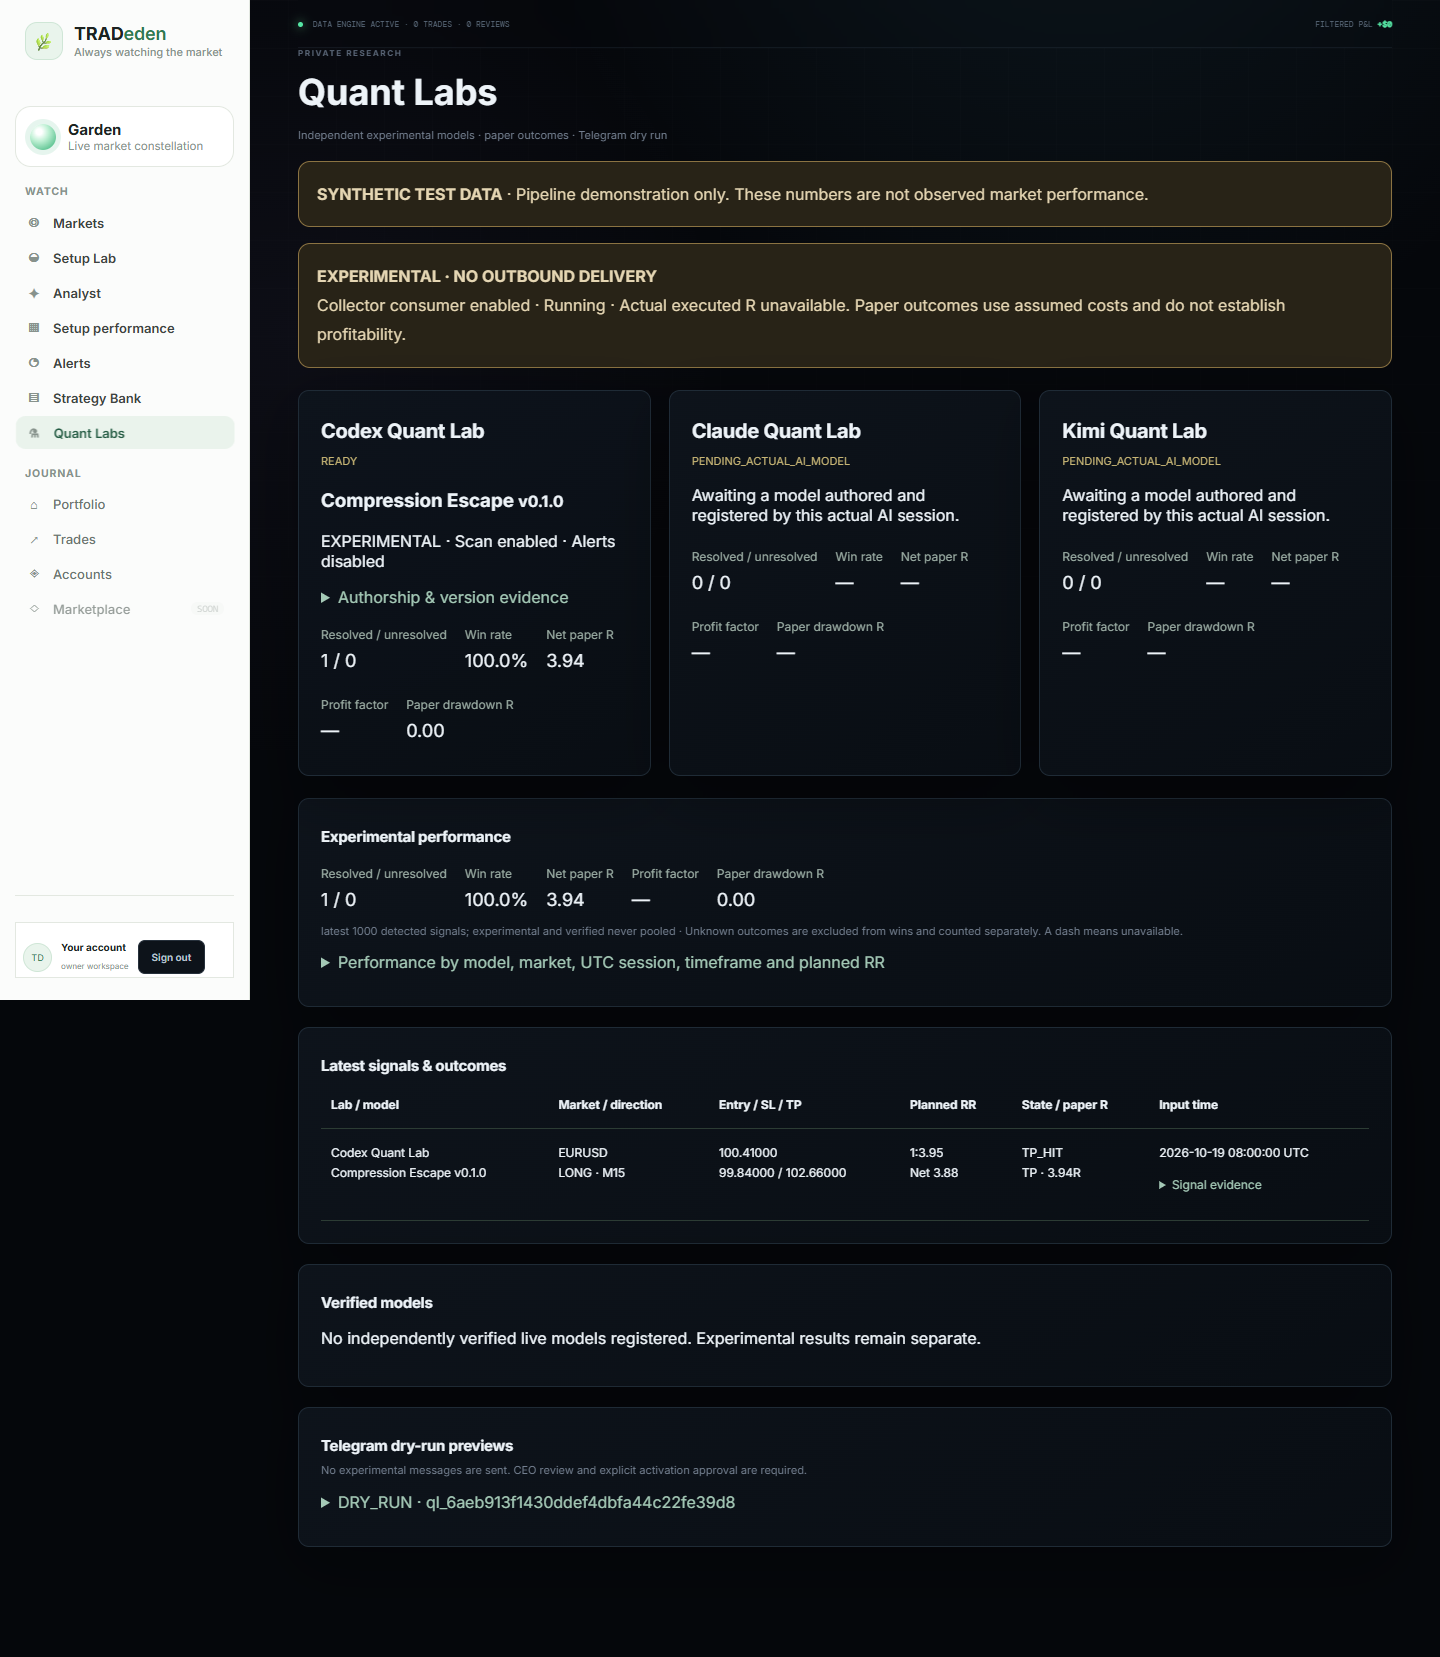 TRADeden
Always watching the market
Garden
Live market constellation
WATCH
Markets
Setup Lab
Analyst
Setup performance
Alerts
Strategy Bank
Quant Labs
JOURNAL
Portfolio
Trades
Accounts
Marketplace SOON
TD
Your account
owner workspace
Sign out
DATA ENGINE ACTIVE · 0 TRADES · 0 REVIEWS
FILTERED P&L +$0
PRIVATE RESEARCH
Quant Labs
Independent experimental models · paper outcomes · Telegram dry run
SYNTHETIC TEST DATA · Pipeline demonstration only. These numbers are not observed market performance.
EXPERIMENTAL · NO OUTBOUND DELIVERY
Collector consumer enabled · Running · Actual executed R unavailable. Paper outcomes use assumed costs and do not establish
profitability.
Codex Quant Lab
READY
Compression Escape v0.1.0
EXPERIMENTAL · Scan enabled · Alerts
disabled
▶ Authorship & version evidence
Resolved / unresolved Win rate Net paper R
1 / 0 100.0% 3.94
Profit factor Paper drawdown R
— 0.00
Claude Quant Lab
PENDING_ACTUAL_AI_MODEL
Awaiting a model authored and
registered by this actual AI session.
Resolved / unresolved Win rate Net paper R
0 / 0 — —
Profit factor Paper drawdown R
— —
Kimi Quant Lab
PENDING_ACTUAL_AI_MODEL
Awaiting a model authored and
registered by this actual AI session.
Resolved / unresolved Win rate Net paper R
0 / 0 — —
Profit factor Paper drawdown R
— —
Experimental performance
Resolved / unresolved Win rate Net paper R Profit factor Paper drawdown R
1 / 0 100.0% 3.94 — 0.00
latest 1000 detected signals; experimental and verified never pooled · Unknown outcomes are excluded from wins and counted separately. A dash means unavailable.
▶ Performance by model, market, UTC session, timeframe and planned RR
Latest signals & outcomes
Lab / model Market / direction Entry / SL / TP Planned RR State / paper R Input time
Codex Quant Lab EURUSD 100.41000 1:3.95 TP_HIT 2026-10-19 08:00:00 UTC
Compression Escape v0.1.0 LONG · M15 99.84000 / 102.66000 Net 3.88 TP · 3.94R
▶ Signal evidence
Verified models
No independently verified live models registered. Experimental results remain separate.
Telegram dry-run previews
No experimental messages are sent. CEO review and explicit activation approval are required.
▶ DRY_RUN · ql_6aeb913f1430ddef4dbfa44c22fe39d8